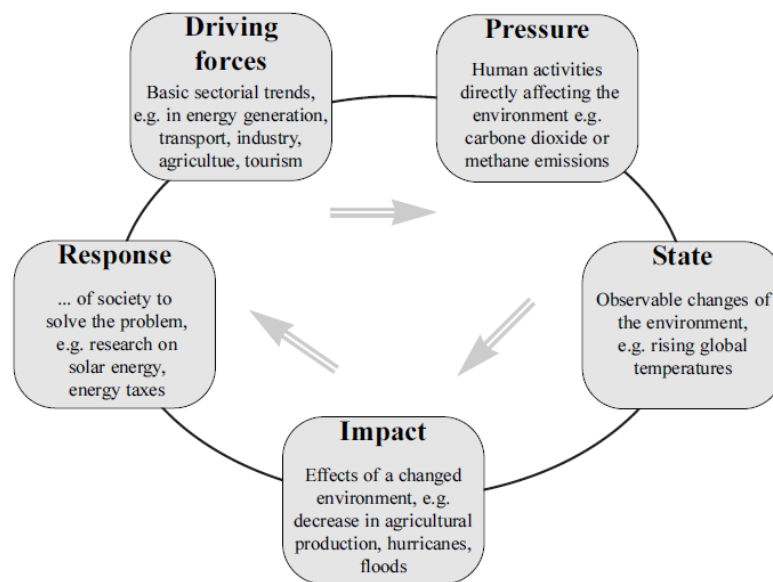 Driving
forces
Basic sectorial trends,
e.g. in energy generation,
transport, industry,
agricultue, tourism
Pressure
Human activities
directly affecting the
environment e.g.
carbone dioxide or
methane emissions
Response
... of society to
solve the problem,
e.g. research on
solar energy,
energy taxes
State
Observable changes of
the environment,
e.g. rising global
temperatures
Impact
Effects of a changed
environment, e.g.
decrease in agricultural
production, hurricanes,
floods